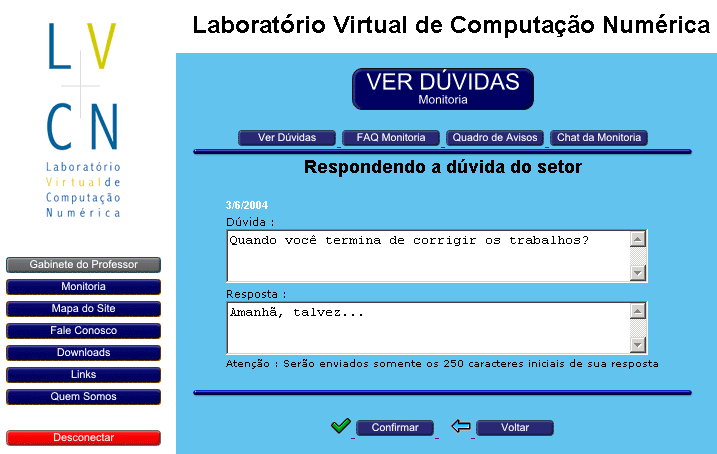 Laboratório Virtual de Computação Numérica
LV
CN
Laboratório
Virtual de
Computação
Numérica
Gabinete do Professor
Monitoria
Mapa do Site
Fale Conosco
Downloads
Links
Quem Somos
Desconectar
VER DÚVIDAS
Monitoria
Ver Dúvidas FAQ Monitoria Quadro de Avisos Chat da Monitoria
Respondendo a dúvida do setor
3/6/2004
Dúvida :
Quando você termina de corrigir os trabalhos?
Resposta :
Amanhã, talvez...
Atenção : Serão enviados somente os 250 caracteres iniciais de sua resposta
Confirmar Voltar